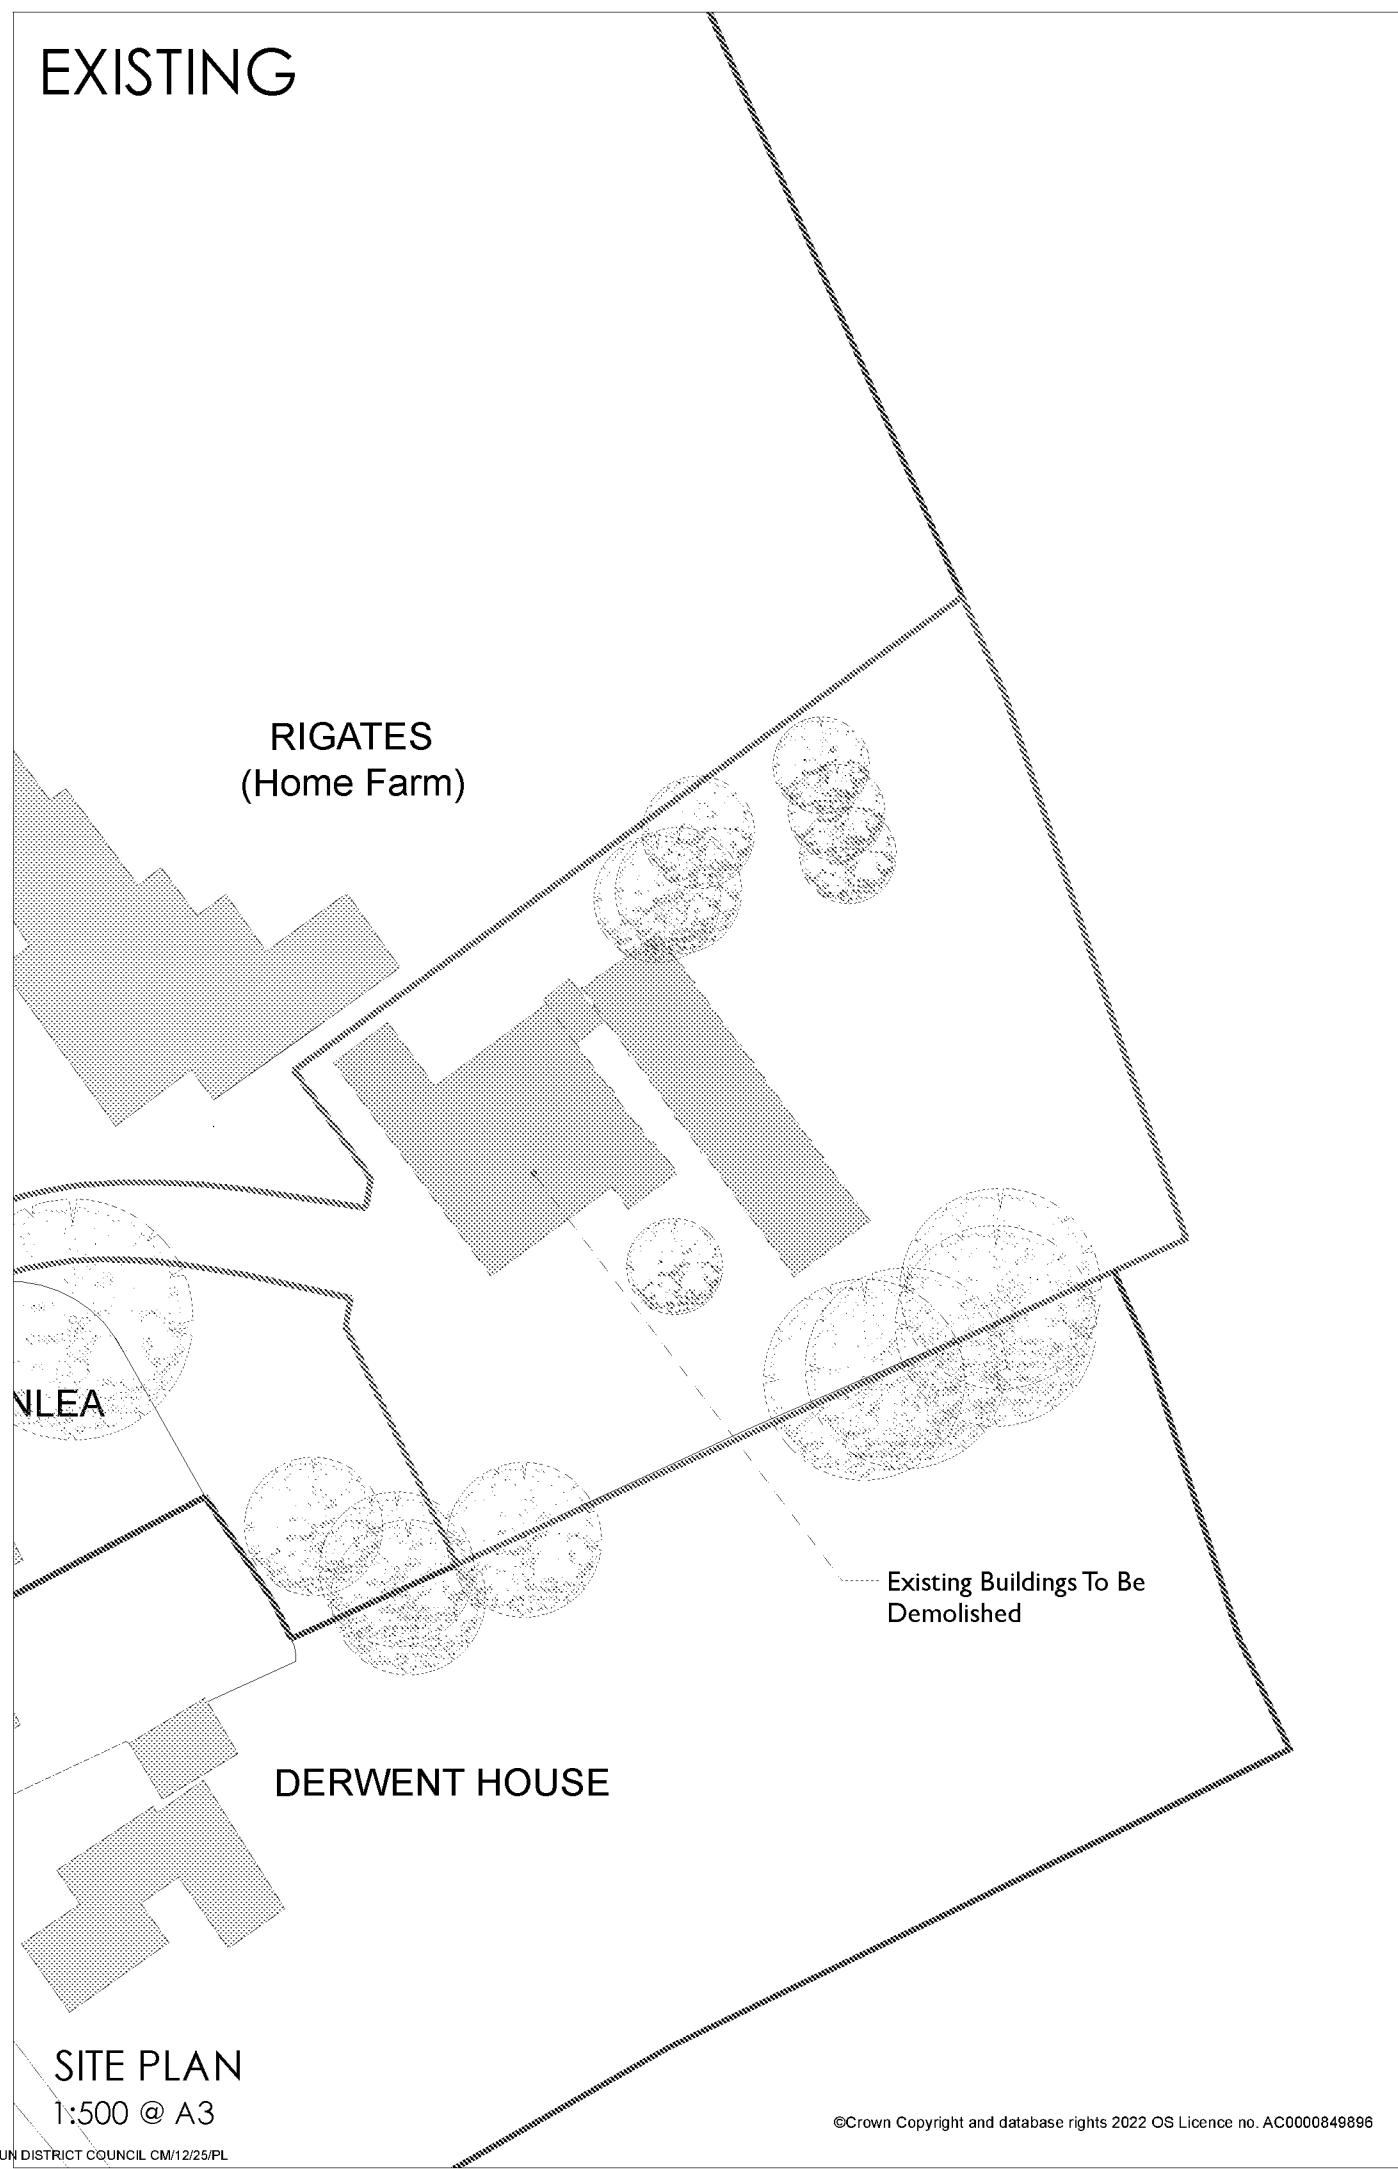 EXISTING
RIGATES
(Home Farm)
NLEA
Existing Buildings To Be
Demolished
DERWENT HOUSE
SITE PLAN
1:500 @ A3
©Crown Copyright and database rights 2022 OS Licence no. AC0000849896
UN DISTRICT COUNCIL CM/12/25/PL